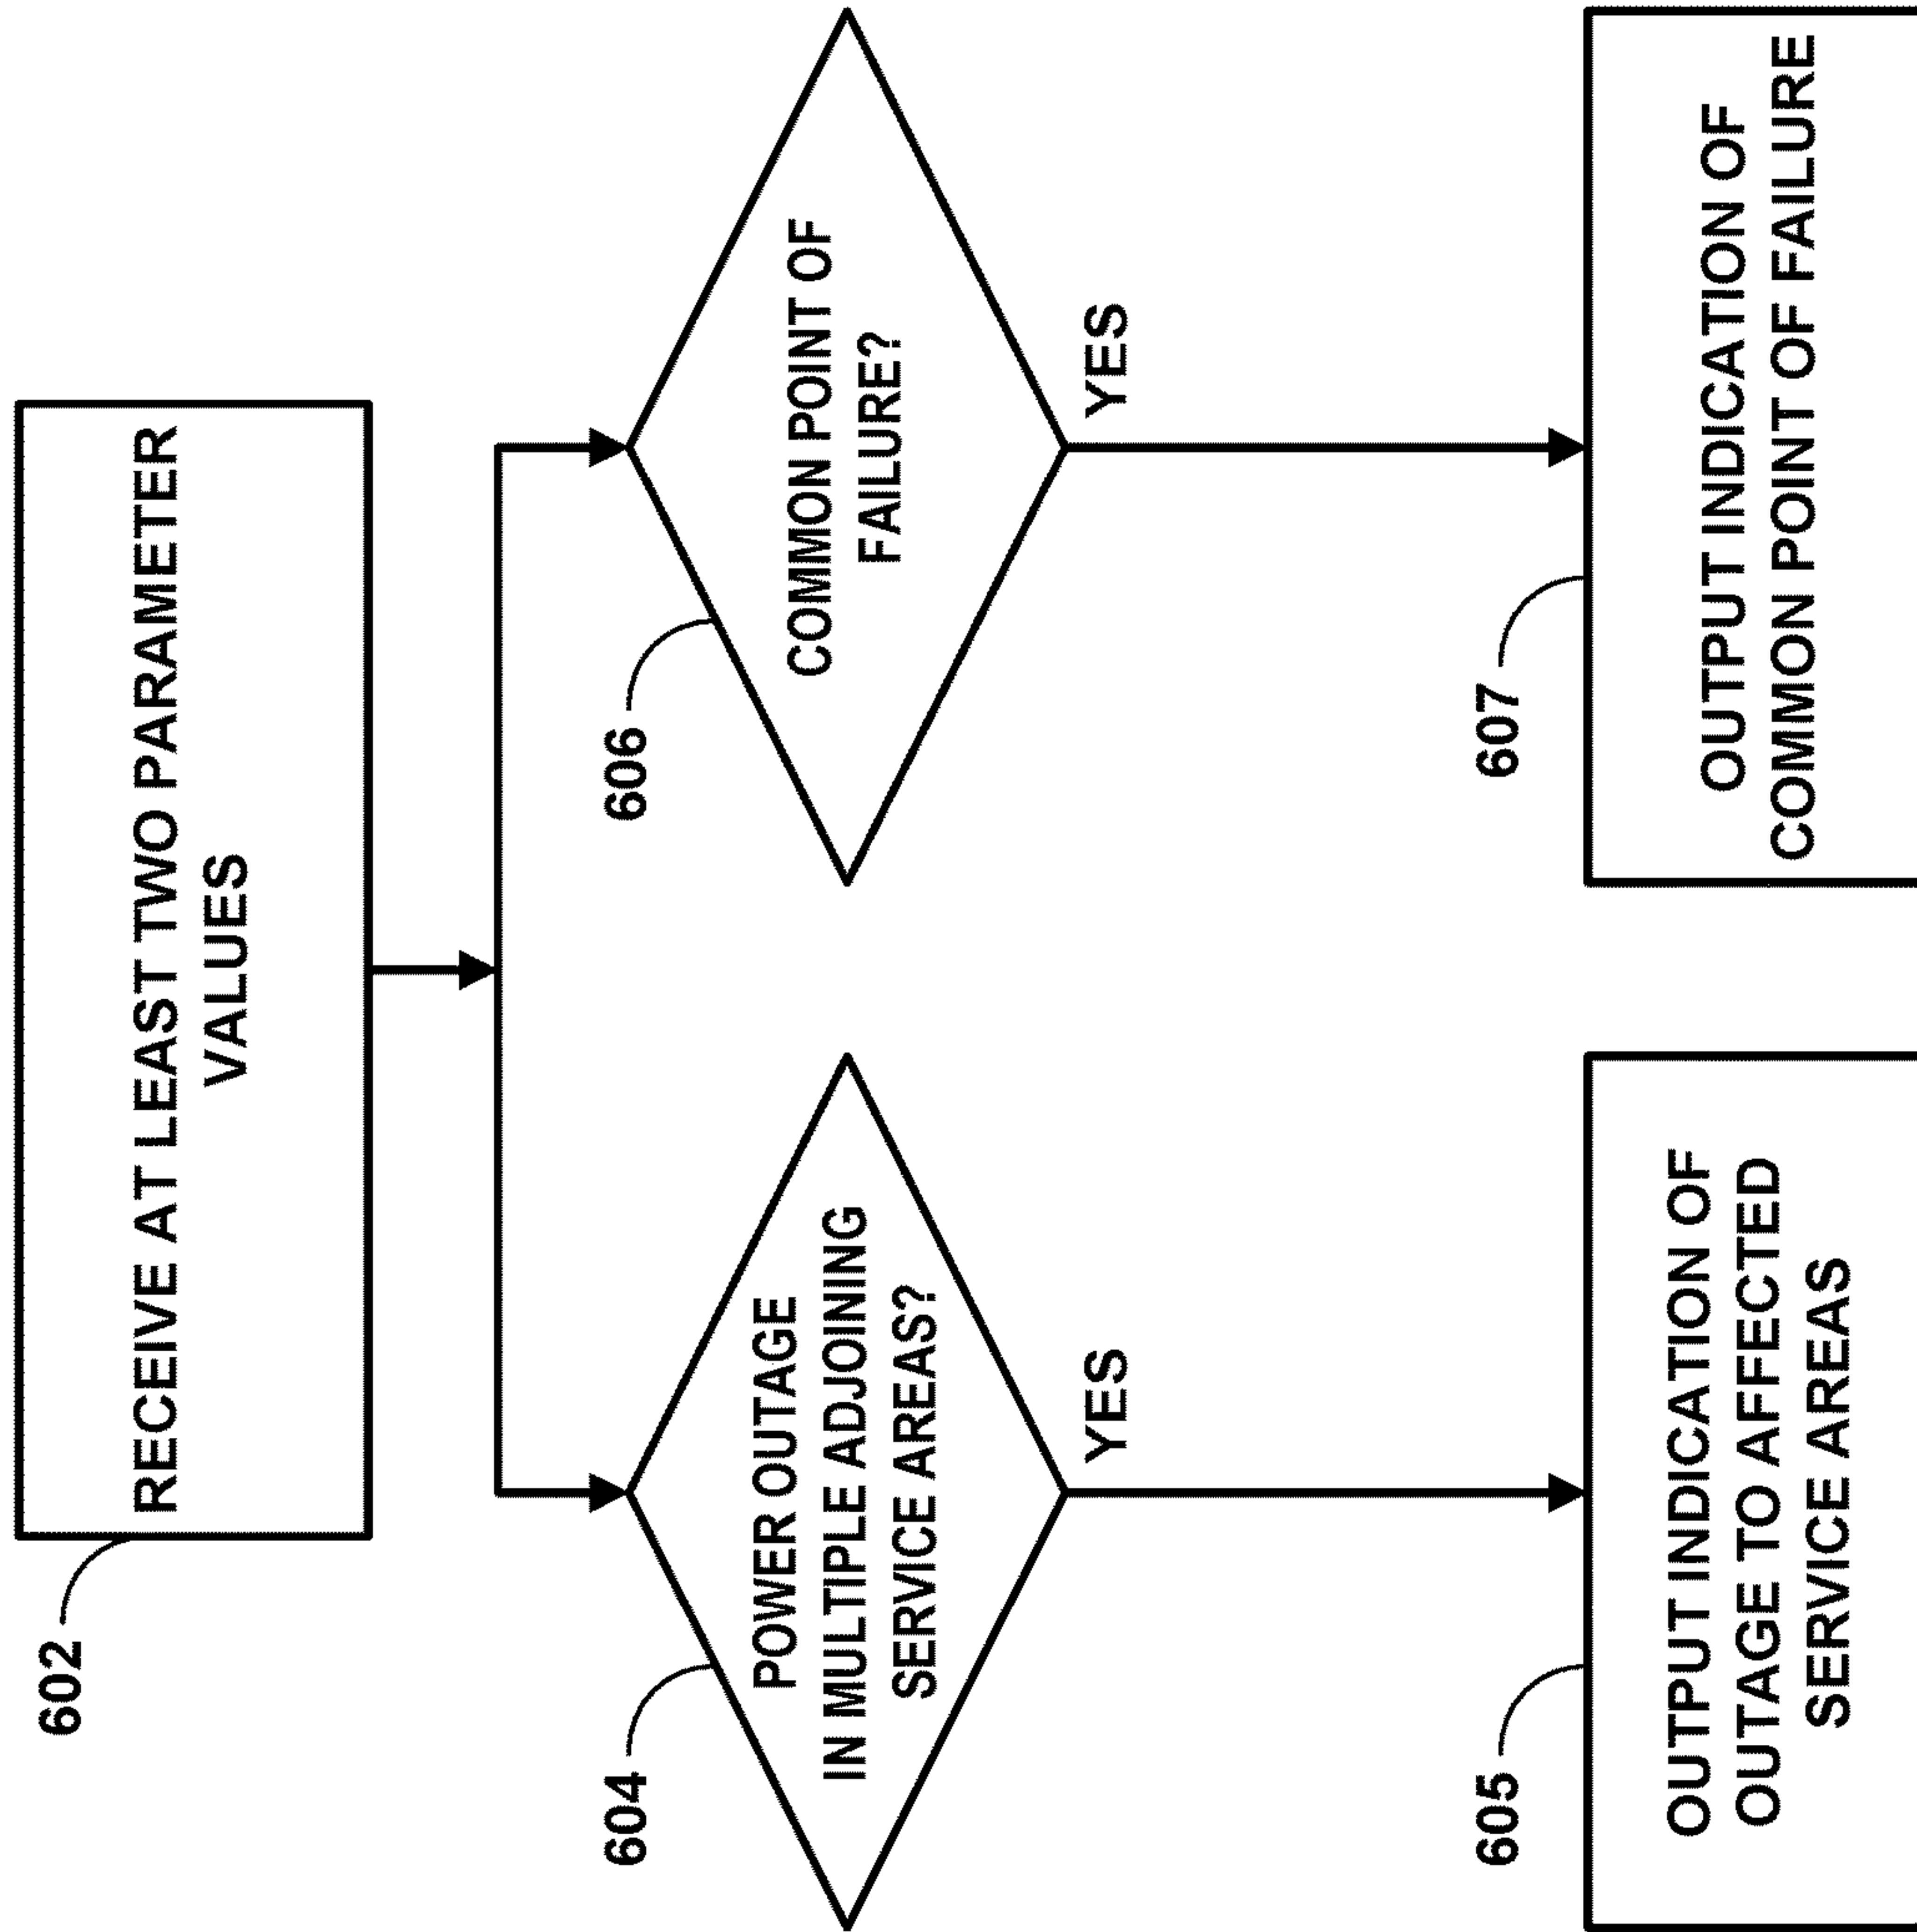 602
RECEIVE AT LEAST TWO PARAMETER
VALUES
604
POWER OUTAGE
IN MULTIPLE ADJOINING
SERVICE AREAS?
YES
606
COMMON POINT OF
FAILURE?
YES
605
OUTPUT INDICATION OF
OUTAGE TO AFFECTED
SERVICE AREAS
607
OUTPUT INDICATION OF
COMMON POINT OF FAILURE